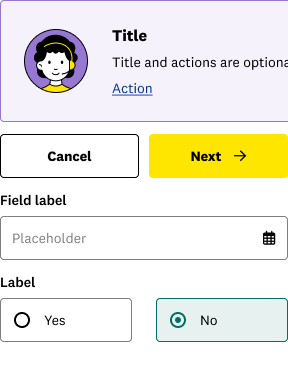 Title
Title and actions are optiona
Action
Cancel
Next
Field label
Placeholder
Label
Yes
No